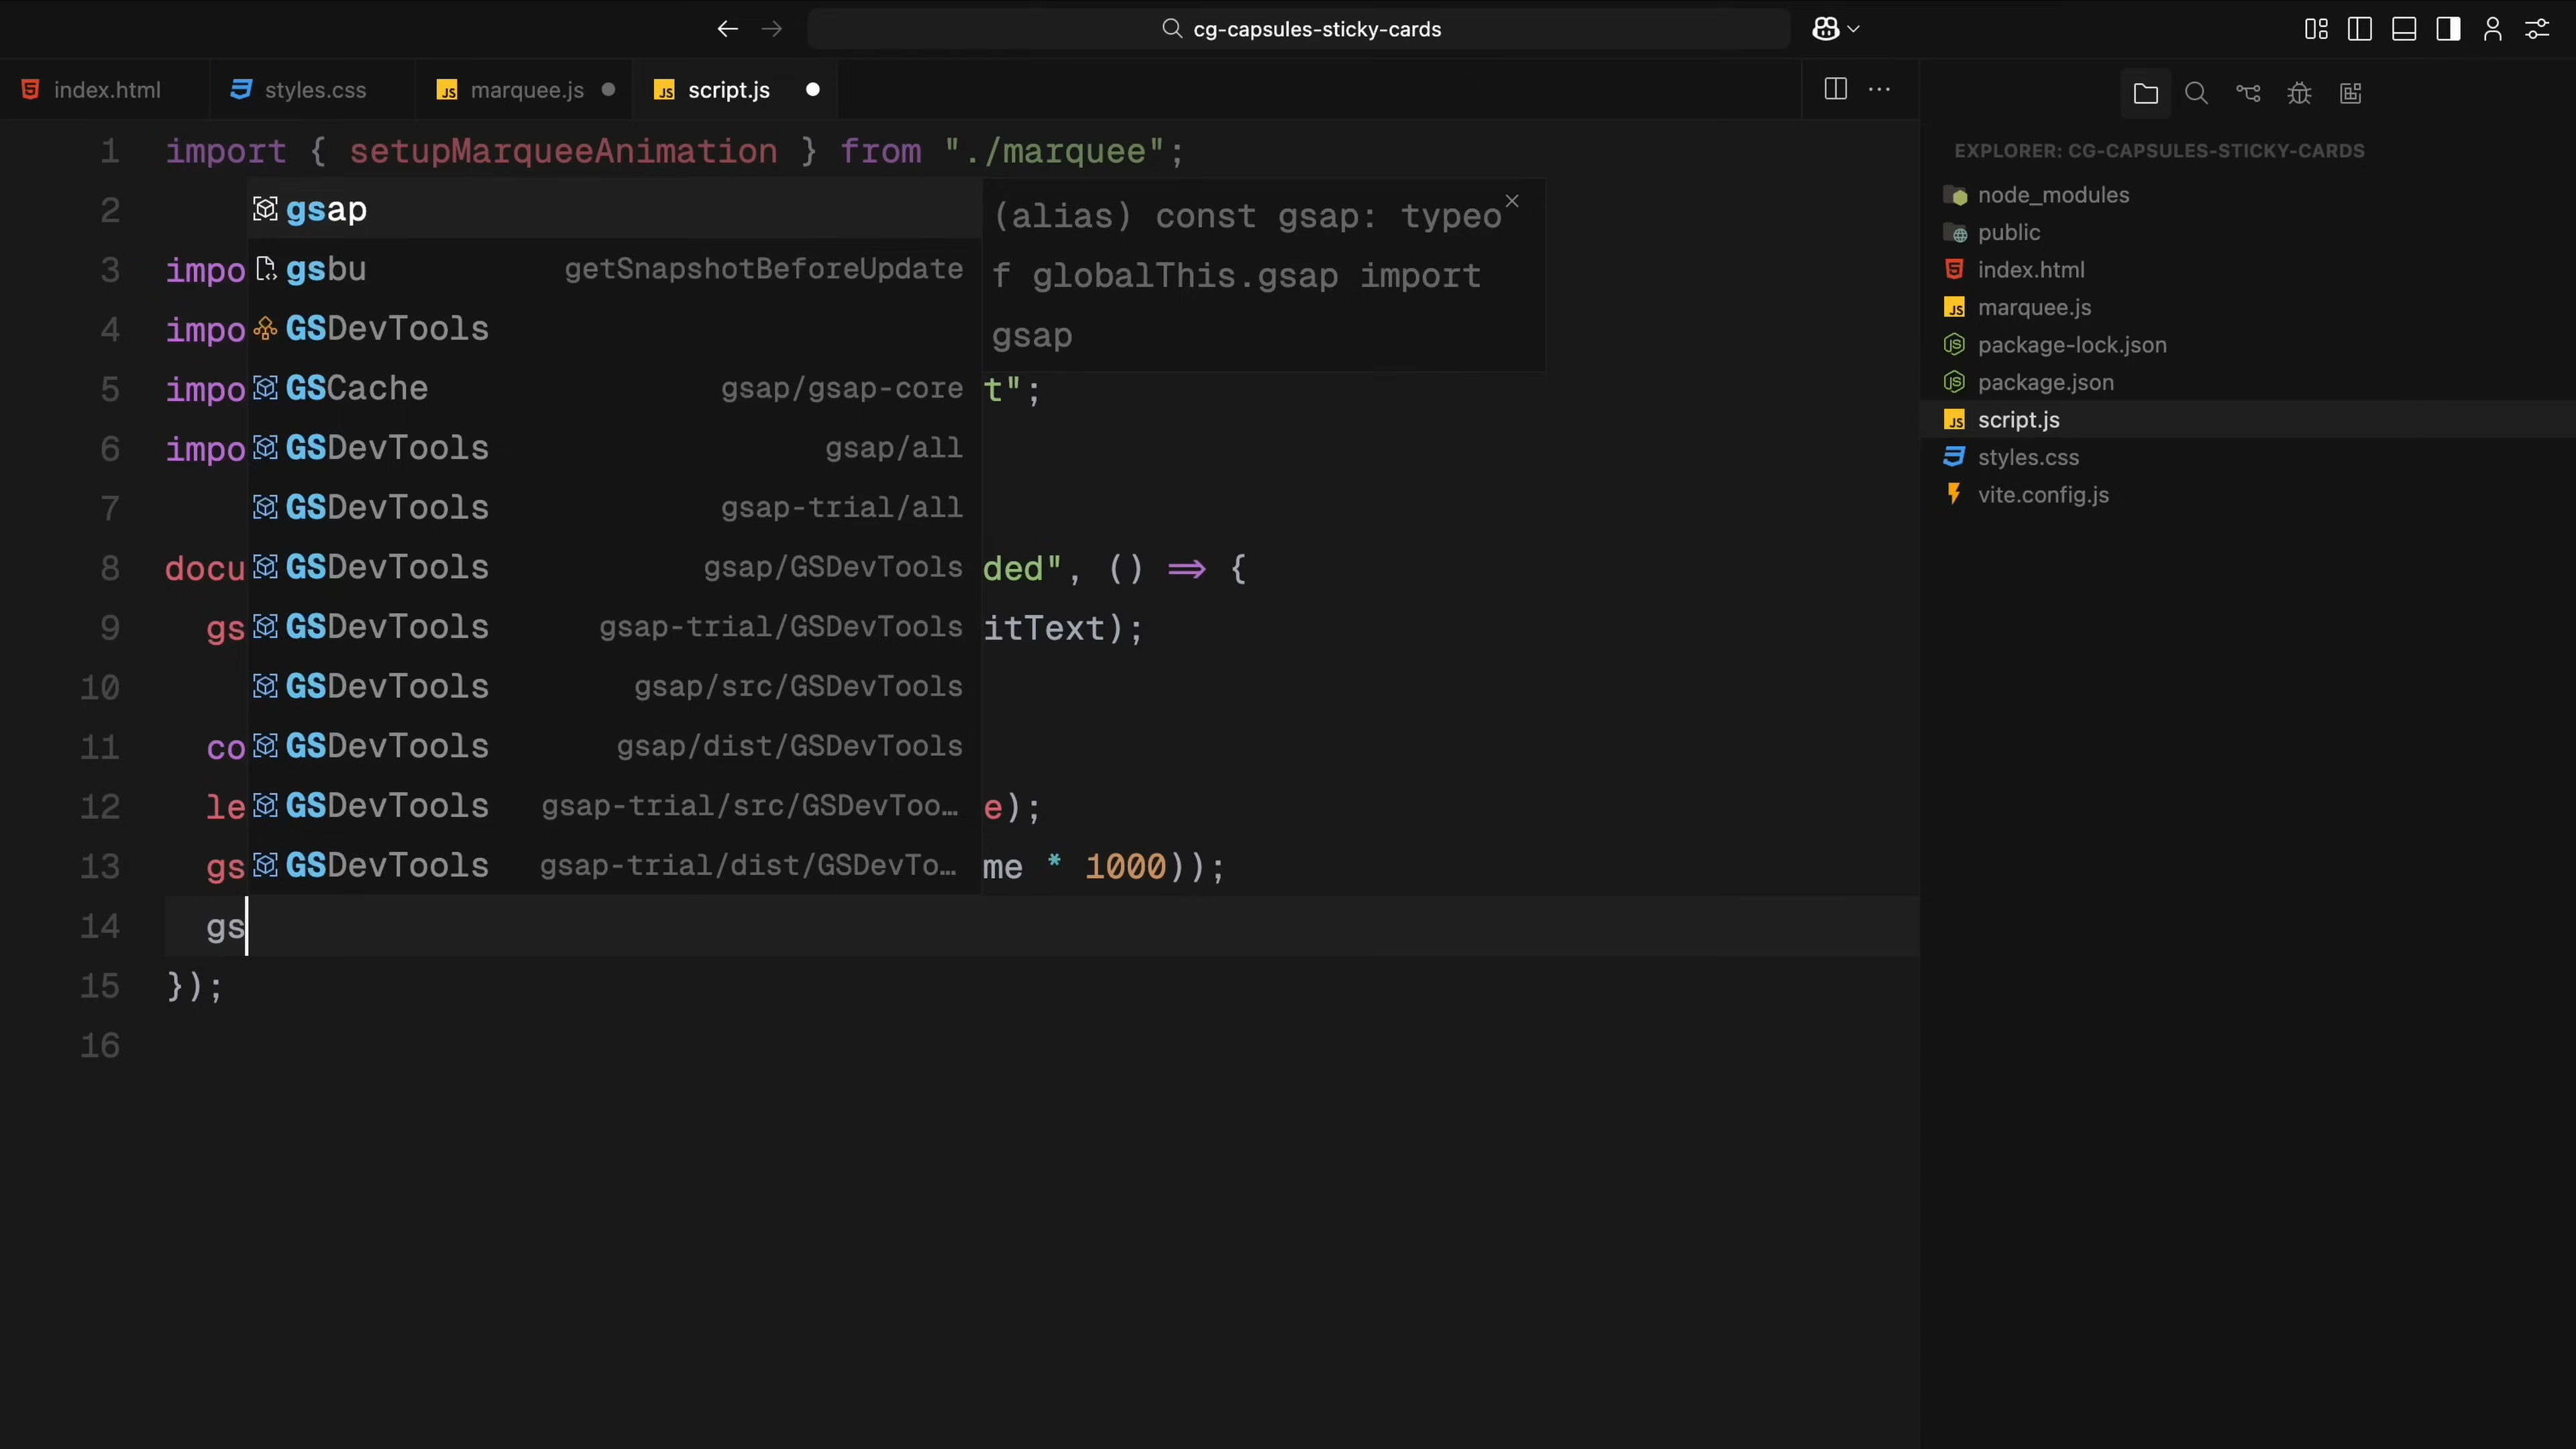 cg-capsules-sticky-cards
index.html
styles.css
JS marquee.js
JS script.js
EXPLORER: CG-CAPSULES-STICKY-CARDS
node_modules
public
index.html
JS marquee.js
package-lock.json
package.json
JS script.js
styles.css
vite.config.js
1 import { setupMarqueeAnimation } from "./marquee";
2
3 impo
4 impo
5 impo t";
6 impo
7
8 docu ded", () => {
9 gs itText);
10
11 co
12 le e);
13 gs me * 1000));
14 gs
15 });
16
gsap
gsbu getSnapshotBeforeUpdate
GSDevTools
GSCache gsap/gsap-core
GSDevTools gsap/all
GSDevTools gsap-trial/all
GSDevTools gsap/GSDevTools
GSDevTools gsap-trial/GSDevTools
GSDevTools gsap/src/GSDevTools
GSDevTools gsap/dist/GSDevTools
GSDevTools gsap-trial/src/GSDevToo…
GSDevTools gsap-trial/dist/GSDevTo…
(alias) const gsap: typeo
f globalThis.gsap import
gsap